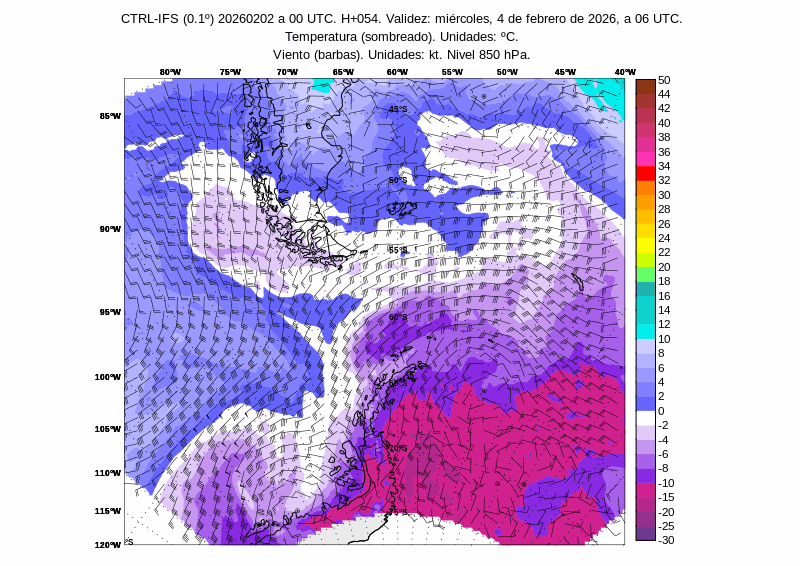 CTRL-IFS (0.1º) 20260202 a 00 UTC. H+054. Validez: miércoles, 4 de febrero de 2026, a 06 UTC.
Temperatura (sombreado). Unidades: ºC.
Viento (barbas). Unidades: kt. Nivel 850 hPa.
80°W 75°W 70°W 65°W 60°W 55°W 50°W 45°W 40°W
85°W
90°W
95°W
100°W
105°W
110°W
115°W
120°W
45°S
50°S
55°S
60°S
65°S
70°S
75°S
°S
50
44
42
40
38
36
34
32
30
28
26
24
22
20
18
16
14
12
10
8
6
4
2
0
-2
-4
-6
-8
-10
-15
-20
-25
-30